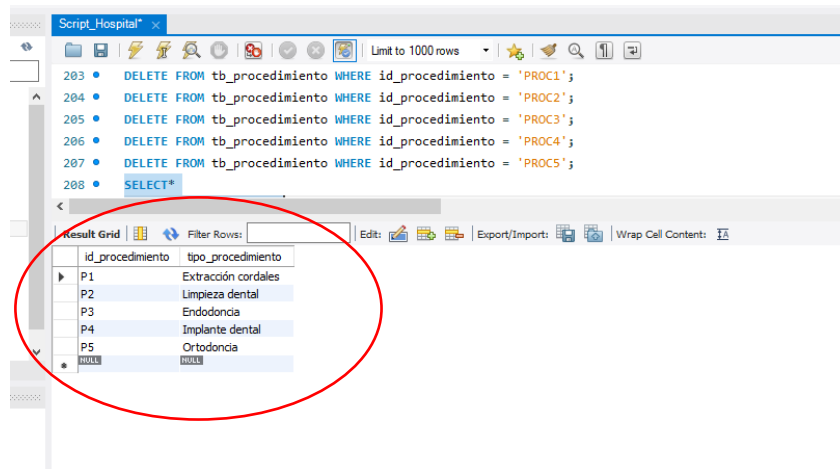 Script_Hospital*
Limit to 1000 rows
203 DELETE FROM tb_procedimiento WHERE id_procedimiento = 'PROC1';
204 DELETE FROM tb_procedimiento WHERE id_procedimiento = 'PROC2';
205 DELETE FROM tb_procedimiento WHERE id_procedimiento = 'PROC3';
206 DELETE FROM tb_procedimiento WHERE id_procedimiento = 'PROC4';
207 DELETE FROM tb_procedimiento WHERE id_procedimiento = 'PROC5';
208 SELECT*
Result Grid Filter Rows: Edit: Export/Import: Wrap Cell Content:
id_procedimiento tipo_procedimiento
P1 Extracción cordales
P2 Limpieza dental
P3 Endodoncia
P4 Implante dental
P5 Ortodoncia
NULL NULL